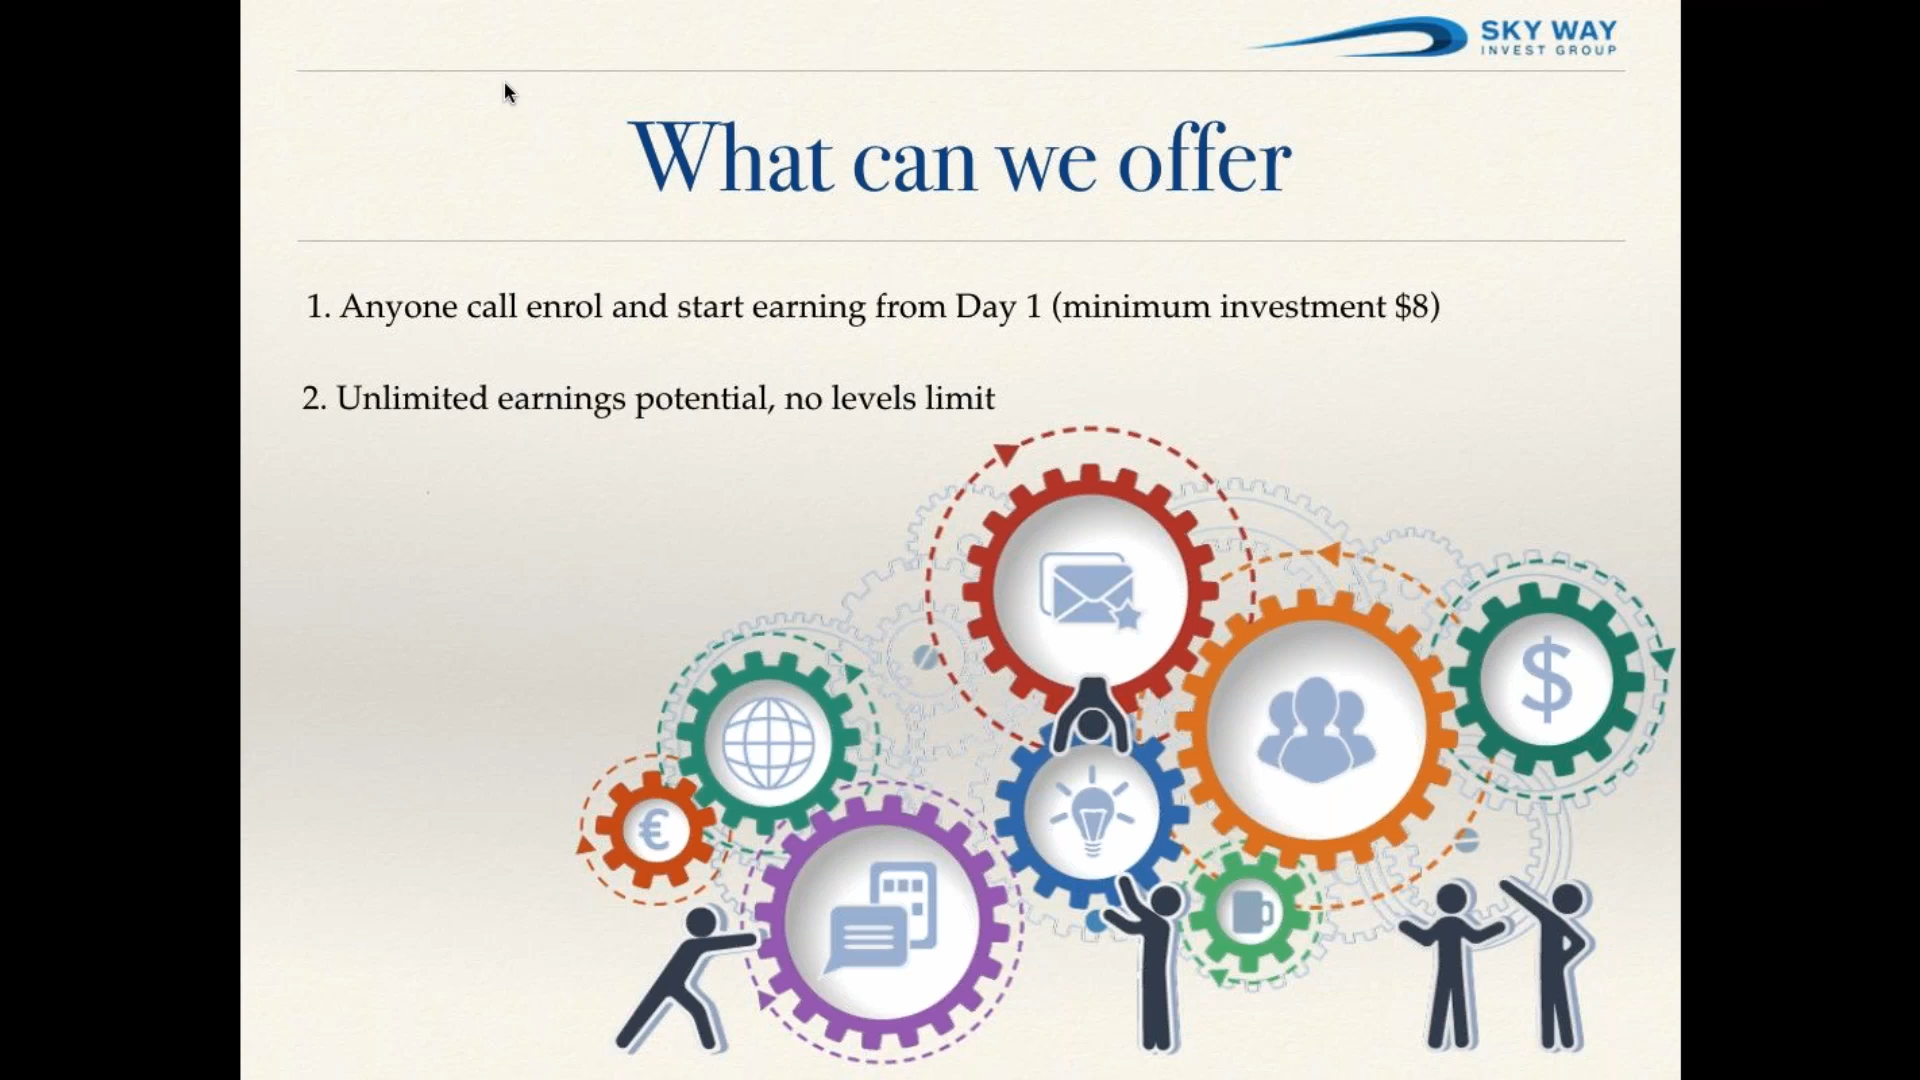 SKY WAY
INVEST GROUP
What can we offer
1. Anyone call enrol and start earning from Day 1 (minimum investment $8)
2. Unlimited earnings potential, no levels limit
€
$